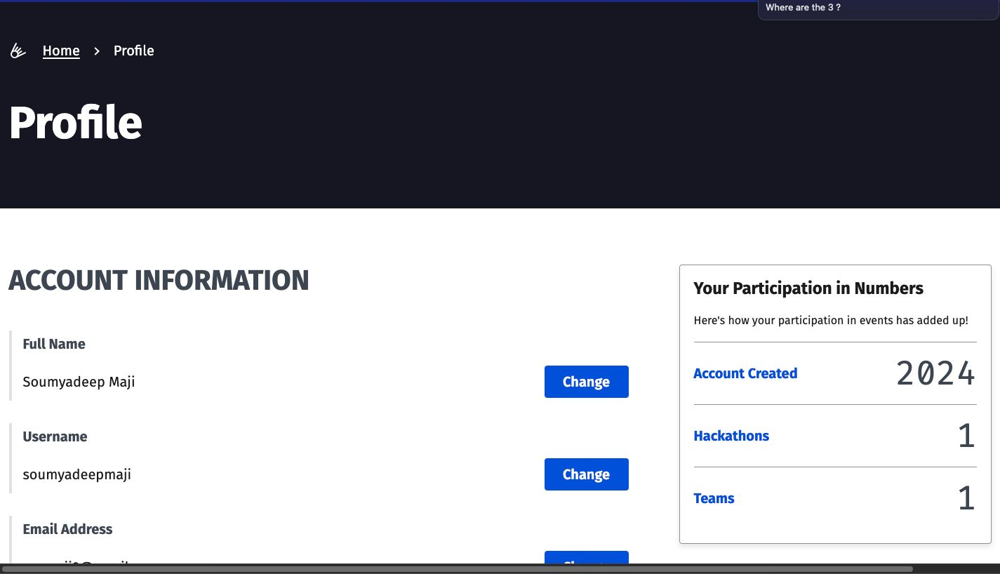 Where are the 3 ?
Home > Profile
Profile
ACCOUNT INFORMATION
Full Name
Soumyadeep Maji
Change
Username
soumyadeepmaji
Change
Email Address
Your Participation in Numbers
Here's how your participation in events has added up!
Account Created 2024
Hackathons 1
Teams 1